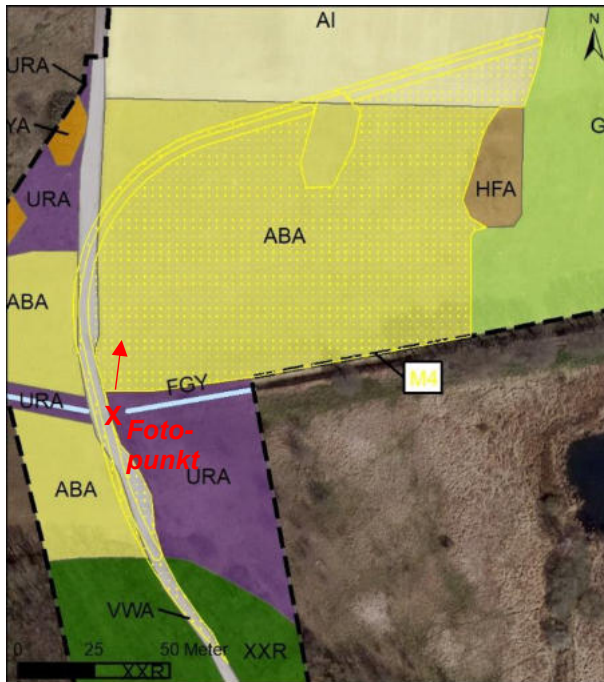 AI
N
URA
YA
G
HFA
URA
ABA
ABA
M4
FGY
URA
X
Foto-
punkt
URA
ABA
VWA
0 25 50 Meter
XXR
XXR